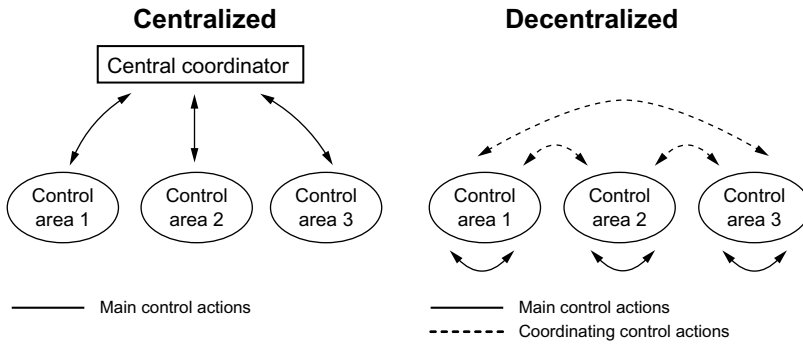 Centralized
Central coordinator
Control
area 1
Control
area 2
Control
area 3
Main control actions
Decentralized
Control
area 1
Control
area 2
Control
area 3
Main control actions
Coordinating control actions